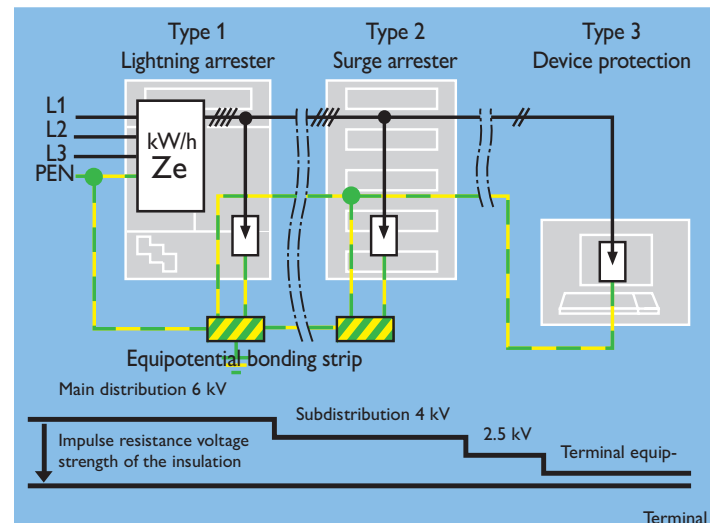 Type 1
Lightning arrester
Type 2
Surge arrester
Type 3
Device protection
L1
L2
L3
PEN
kW/h
Ze
Equipotential bonding strip
Main distribution 6 kV
Subdistribution 4 kV
2.5 kV
Terminal equip-
Impulse resistance voltage
strength of the insulation
Terminal